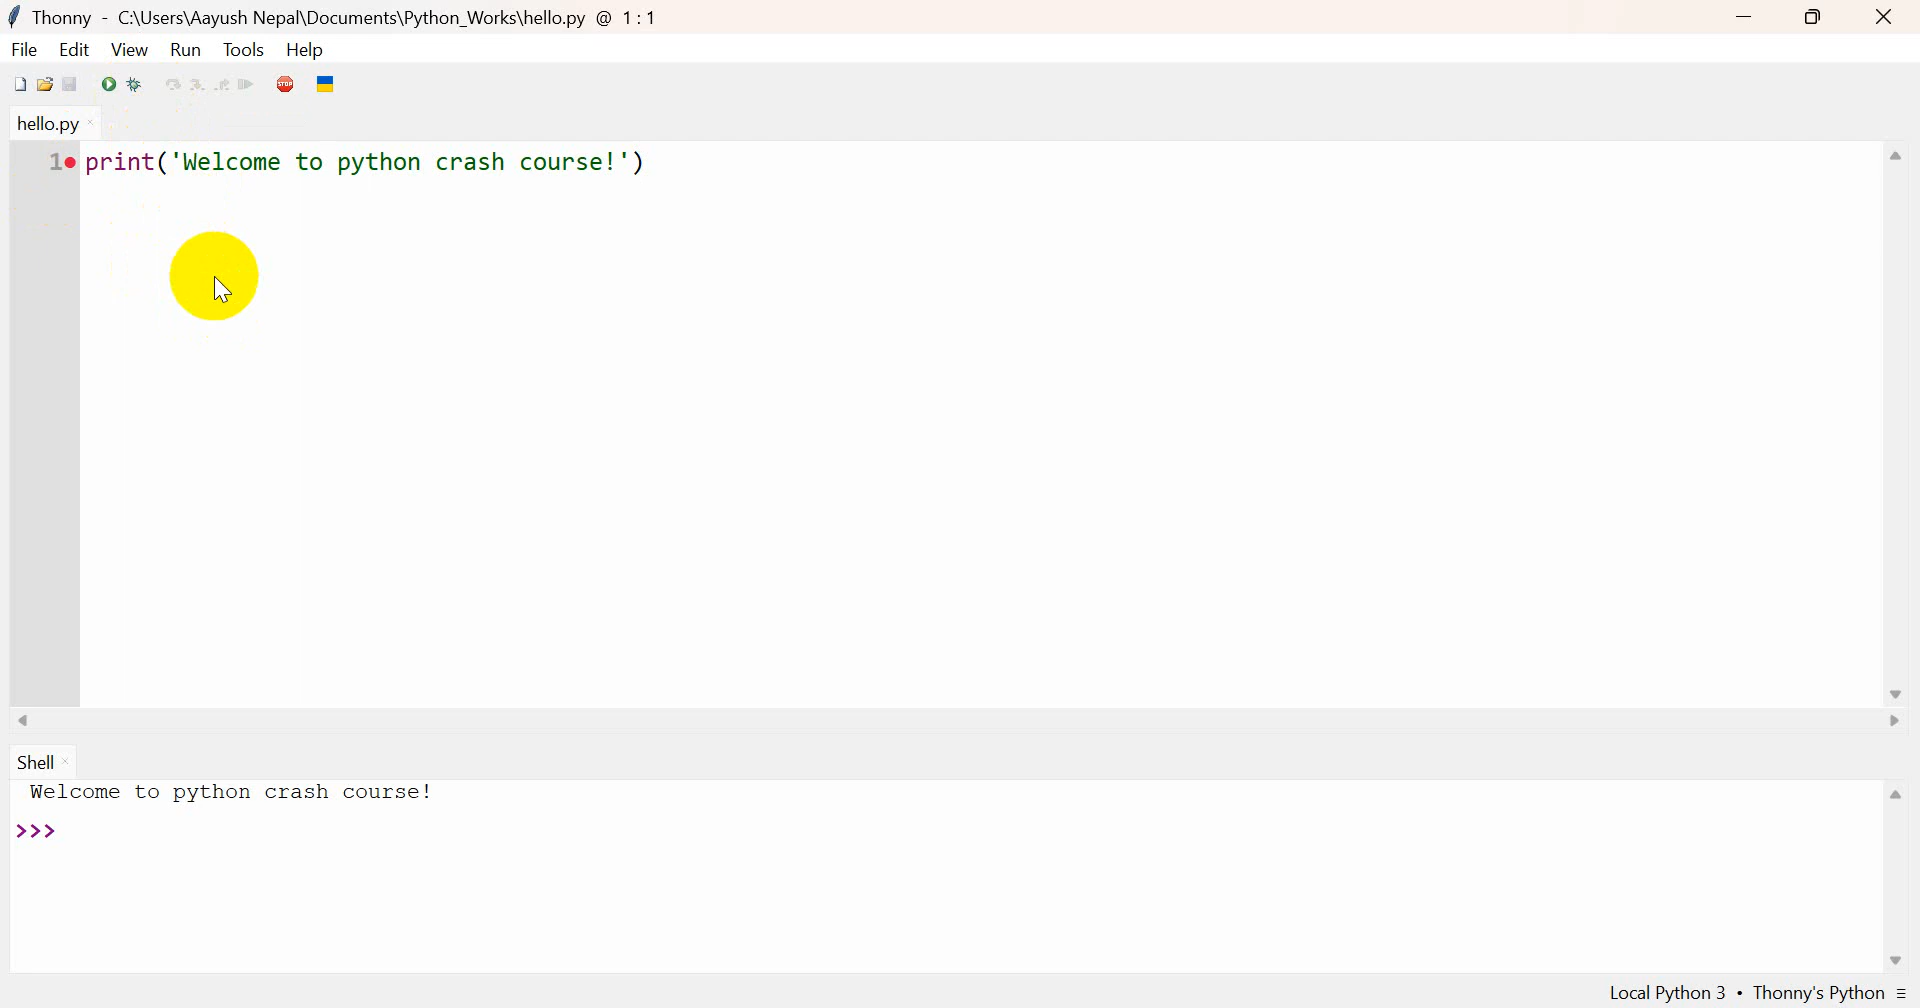 Thonny - C:\Users\Aayush Nepal\Documents\Python_Works\hello.py @ 1 : 1
File Edit View Run Tools Help
STOP
hello.py ×
1 print('Welcome to python crash course!')
Shell ×
Welcome to python crash course!
>>>
Local Python 3 • Thonny's Python ≡